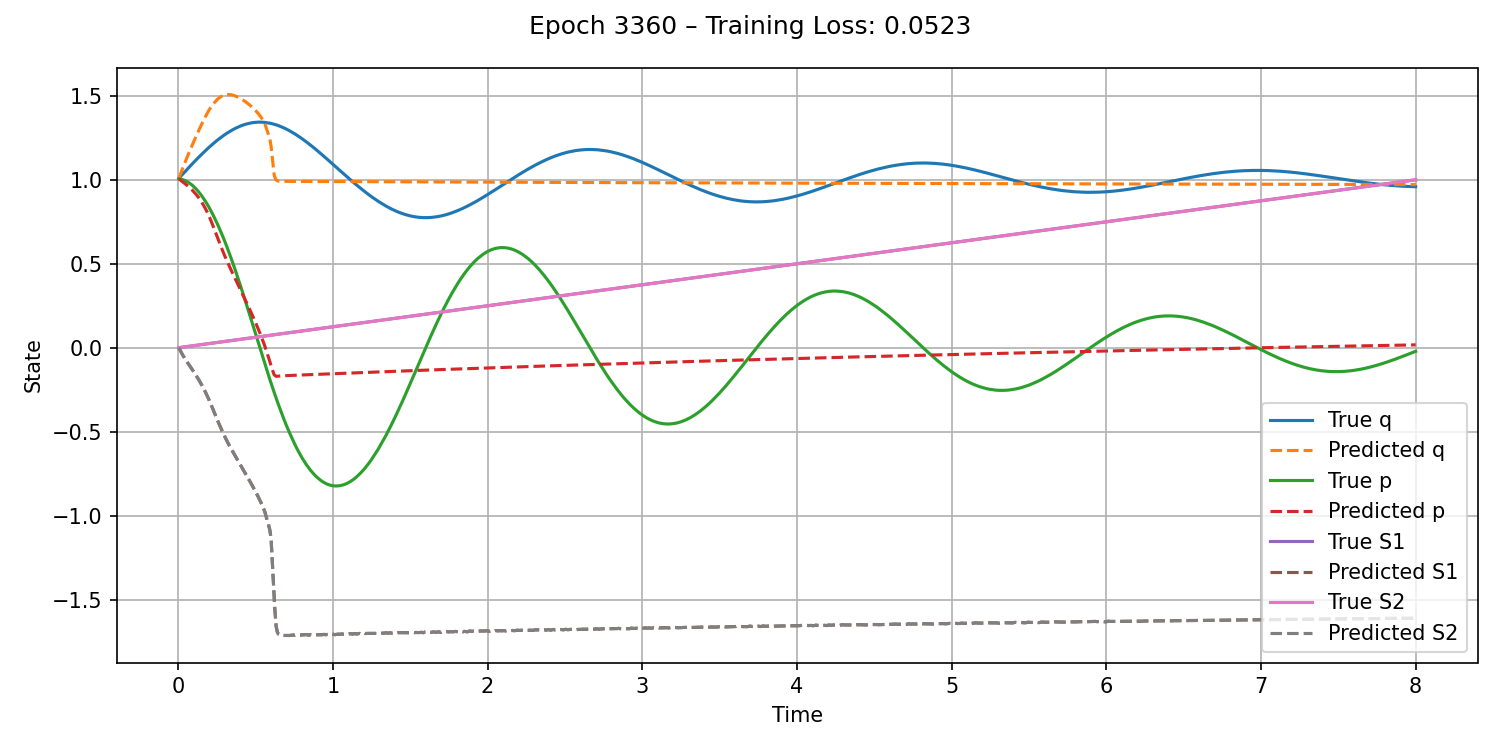 Epoch 3360 – Training Loss: 0.0523
1.5
1.0
0.5
0.0
−0.5
−1.0
−1.5
State
0 1 2 3 4 5 6 7 8
Time
True q
Predicted q
True p
Predicted p
True S1
Predicted S1
True S2
Predicted S2